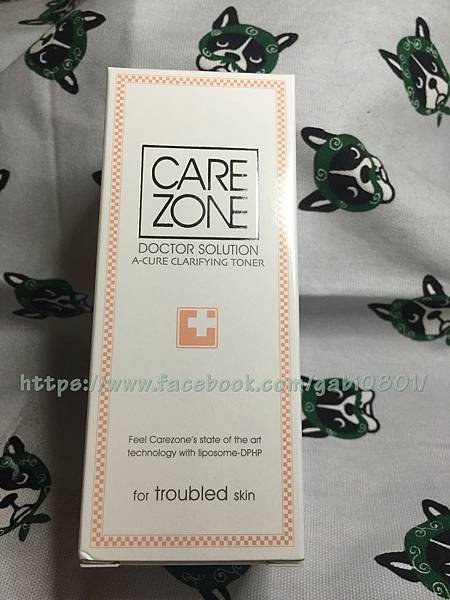 CARE
ZONE
DOCTOR SOLUTION
A-CURE CLARIFYING TONER
https://www.facebook.com/gabi0801/
Feel Carezone's state of the art
technology with liposome-DPHP
for troubled skin